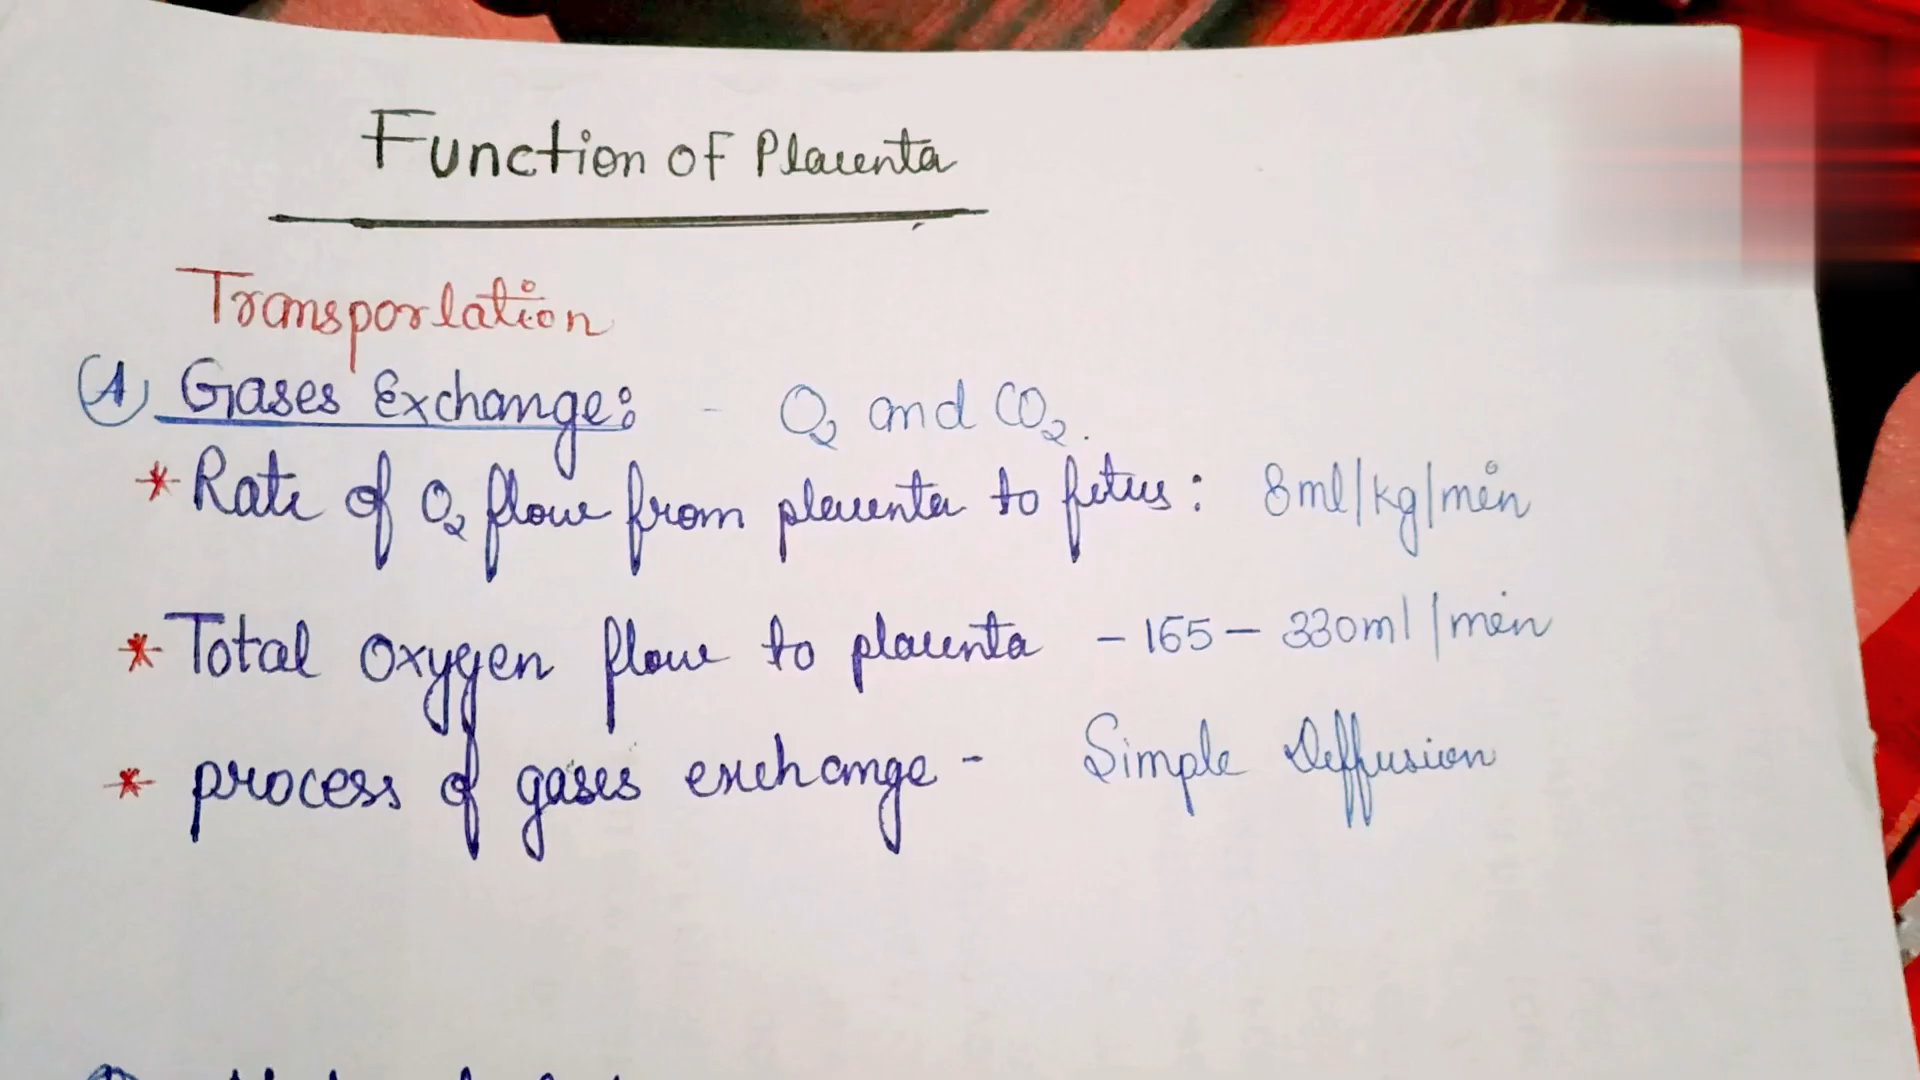 Function of Placenta
Transportation
A Gases Exchange: - O₂ and CO₂.
* Rate of O₂ flow from placenta to fetus: 8ml/kg/min
* Total oxygen flow to placenta - 165 - 330ml/min
* process of gases exchange - Simple Diffusion